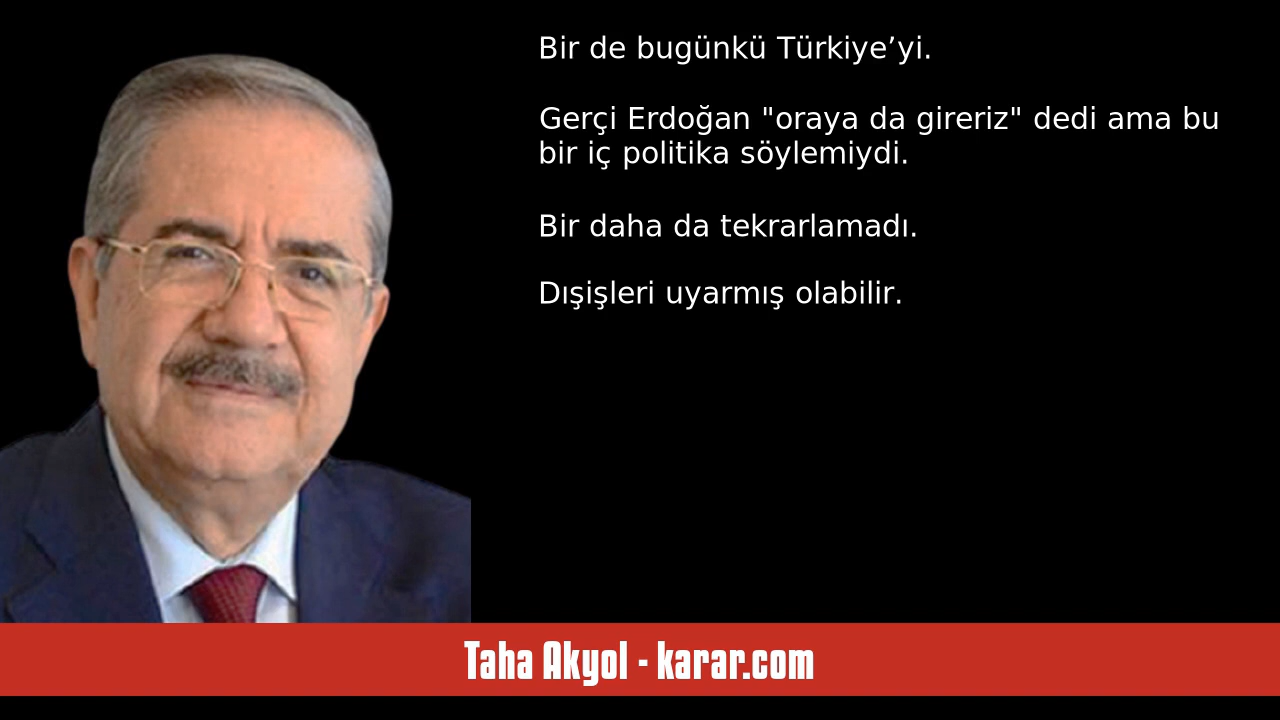 Bir de bugünkü Türkiye’yi.
Gerçi Erdoğan "oraya da gireriz" dedi ama bu
bir iç politika söylemiydi.
Bir daha da tekrarlamadı.
Dışişleri uyarmış olabilir.
Taha Akyol - karar.com